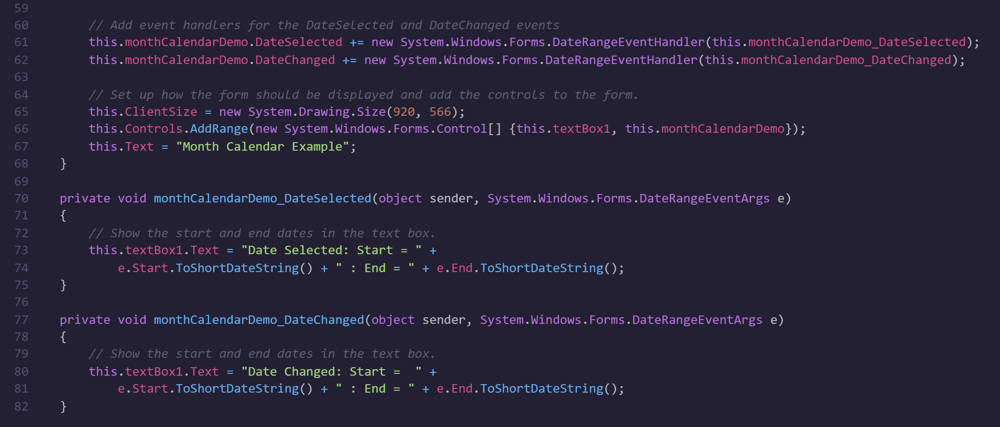 59
60 // Add event handlers for the DateSelected and DateChanged events
61 this.monthCalendarDemo.DateSelected += new System.Windows.Forms.DateRangeEventHandler(this.monthCalendarDemo_DateSelected);
62 this.monthCalendarDemo.DateChanged += new System.Windows.Forms.DateRangeEventHandler(this.monthCalendarDemo_DateChanged);
63
64 // Set up how the form should be displayed and add the controls to the form.
65 this.ClientSize = new System.Drawing.Size(920, 566);
66 this.Controls.AddRange(new System.Windows.Forms.Control[] {this.textBox1, this.monthCalendarDemo});
67 this.Text = "Month Calendar Example";
68 }
69
70 private void monthCalendarDemo_DateSelected(object sender, System.Windows.Forms.DateRangeEventArgs e)
71 {
72 // Show the start and end dates in the text box.
73 this.textBox1.Text = "Date Selected: Start = " +
74 e.Start.ToShortDateString() + " : End = " + e.End.ToShortDateString();
75 }
76
77 private void monthCalendarDemo_DateChanged(object sender, System.Windows.Forms.DateRangeEventArgs e)
78 {
79 // Show the start and end dates in the text box.
80 this.textBox1.Text = "Date Changed: Start =  " +
81 e.Start.ToShortDateString() + " : End = " + e.End.ToShortDateString();
82 }